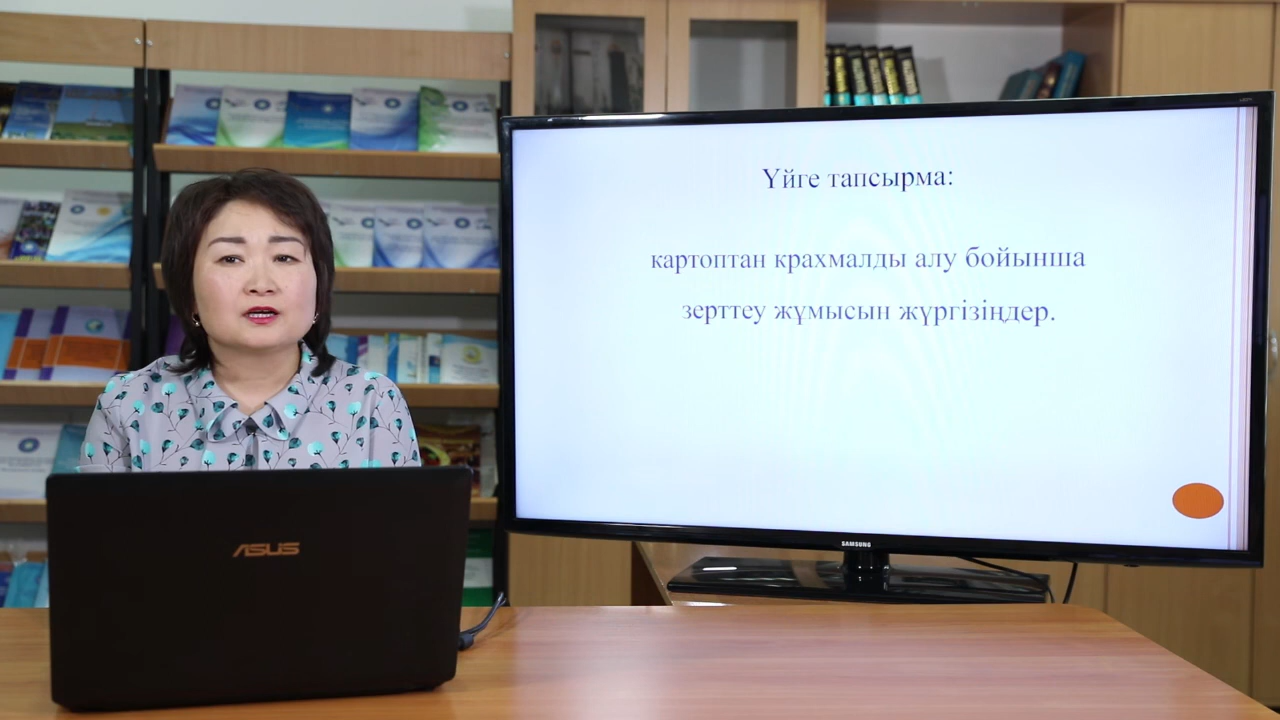 Үйге тапсырма:
картоптан крахмалды алу бойынша
зерттеу жұмысын жүргізіңдер.
SAMSUNG
ASUS